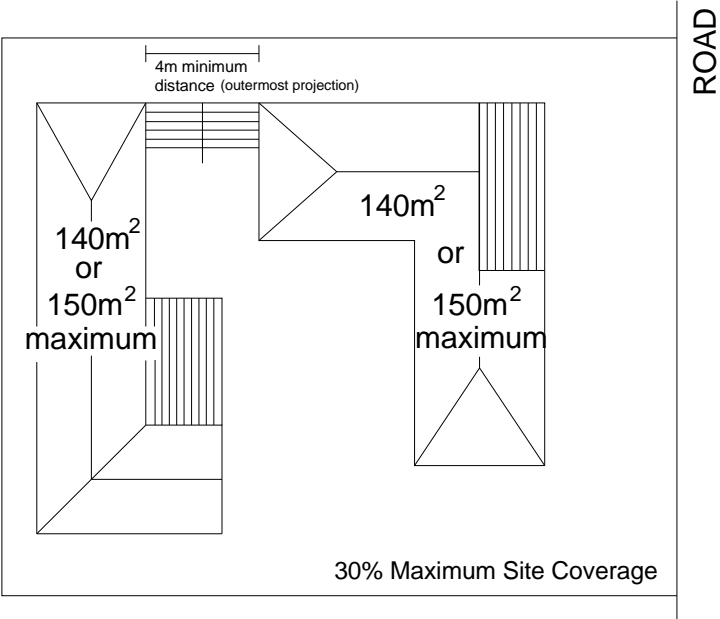 ROAD
4m minimum
distance (outermost projection)
140m²
or
150m²
maximum
140m²
or
150m²
maximum
30% Maximum Site Coverage